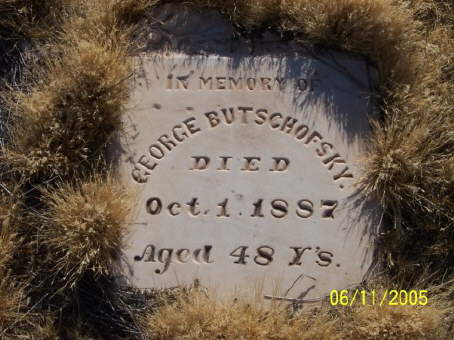 IN MEMORY OF
GEORGE BUTSCHOFSKY.
DIED
Oct. 1. 1887
Aged 48 Y's.
06/11/2005